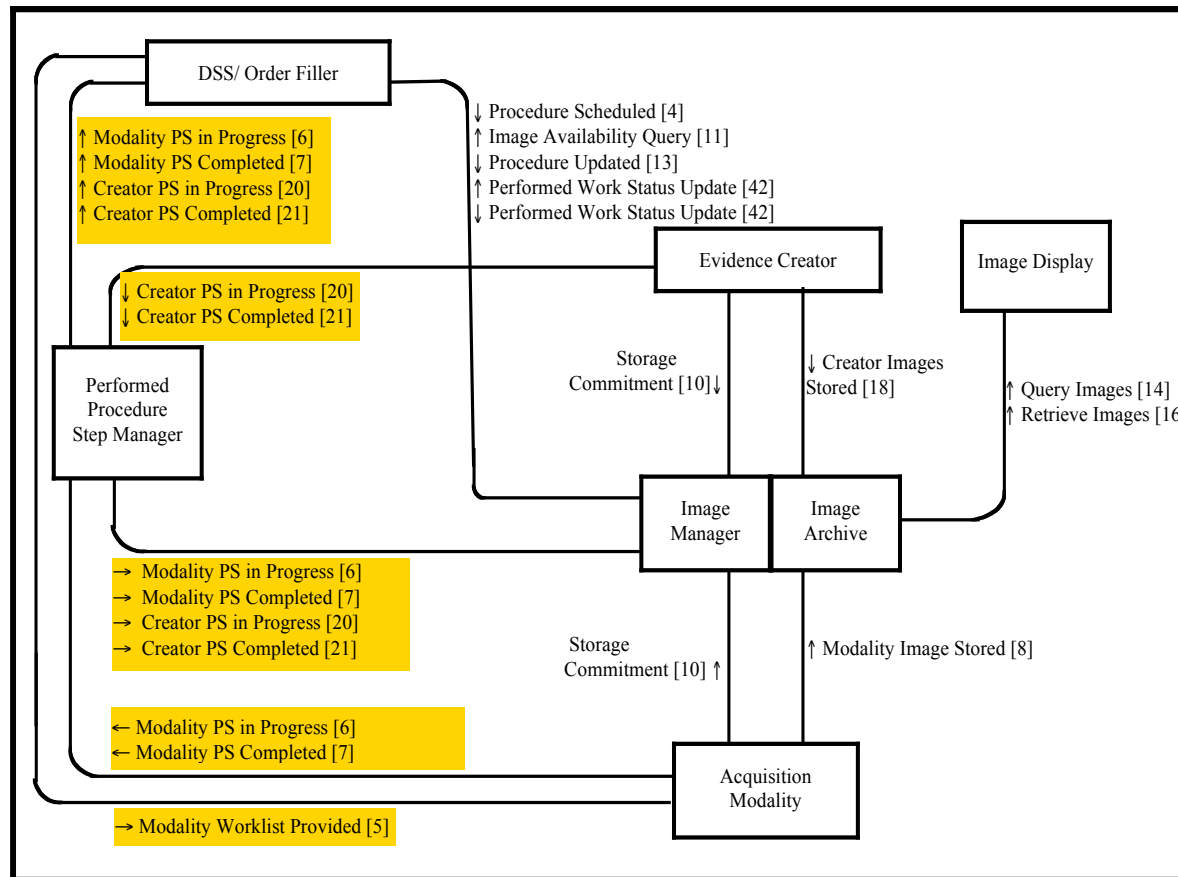 DSS/ Order Filler
↓ Procedure Scheduled [4]
↑ Image Availability Query [11]
↓ Procedure Updated [13]
↑ Performed Work Status Update [42]
↓ Performed Work Status Update [42]
↑ Modality PS in Progress [6]
↑ Modality PS Completed [7]
↑ Creator PS in Progress [20]
↑ Creator PS Completed [21]
Evidence Creator
Image Display
↓ Creator PS in Progress [20]
↓ Creator PS Completed [21]
Storage
Commitment [10]↓
↓ Creator Images
Stored [18]
↑ Query Images [14]
↑ Retrieve Images [16
Performed
Procedure
Step Manager
Image
Manager
Image
Archive
→ Modality PS in Progress [6]
→ Modality PS Completed [7]
→ Creator PS in Progress [20]
→ Creator PS Completed [21]
Storage
Commitment [10] ↑
↑ Modality Image Stored [8]
← Modality PS in Progress [6]
← Modality PS Completed [7]
Acquisition
Modality
→ Modality Worklist Provided [5]